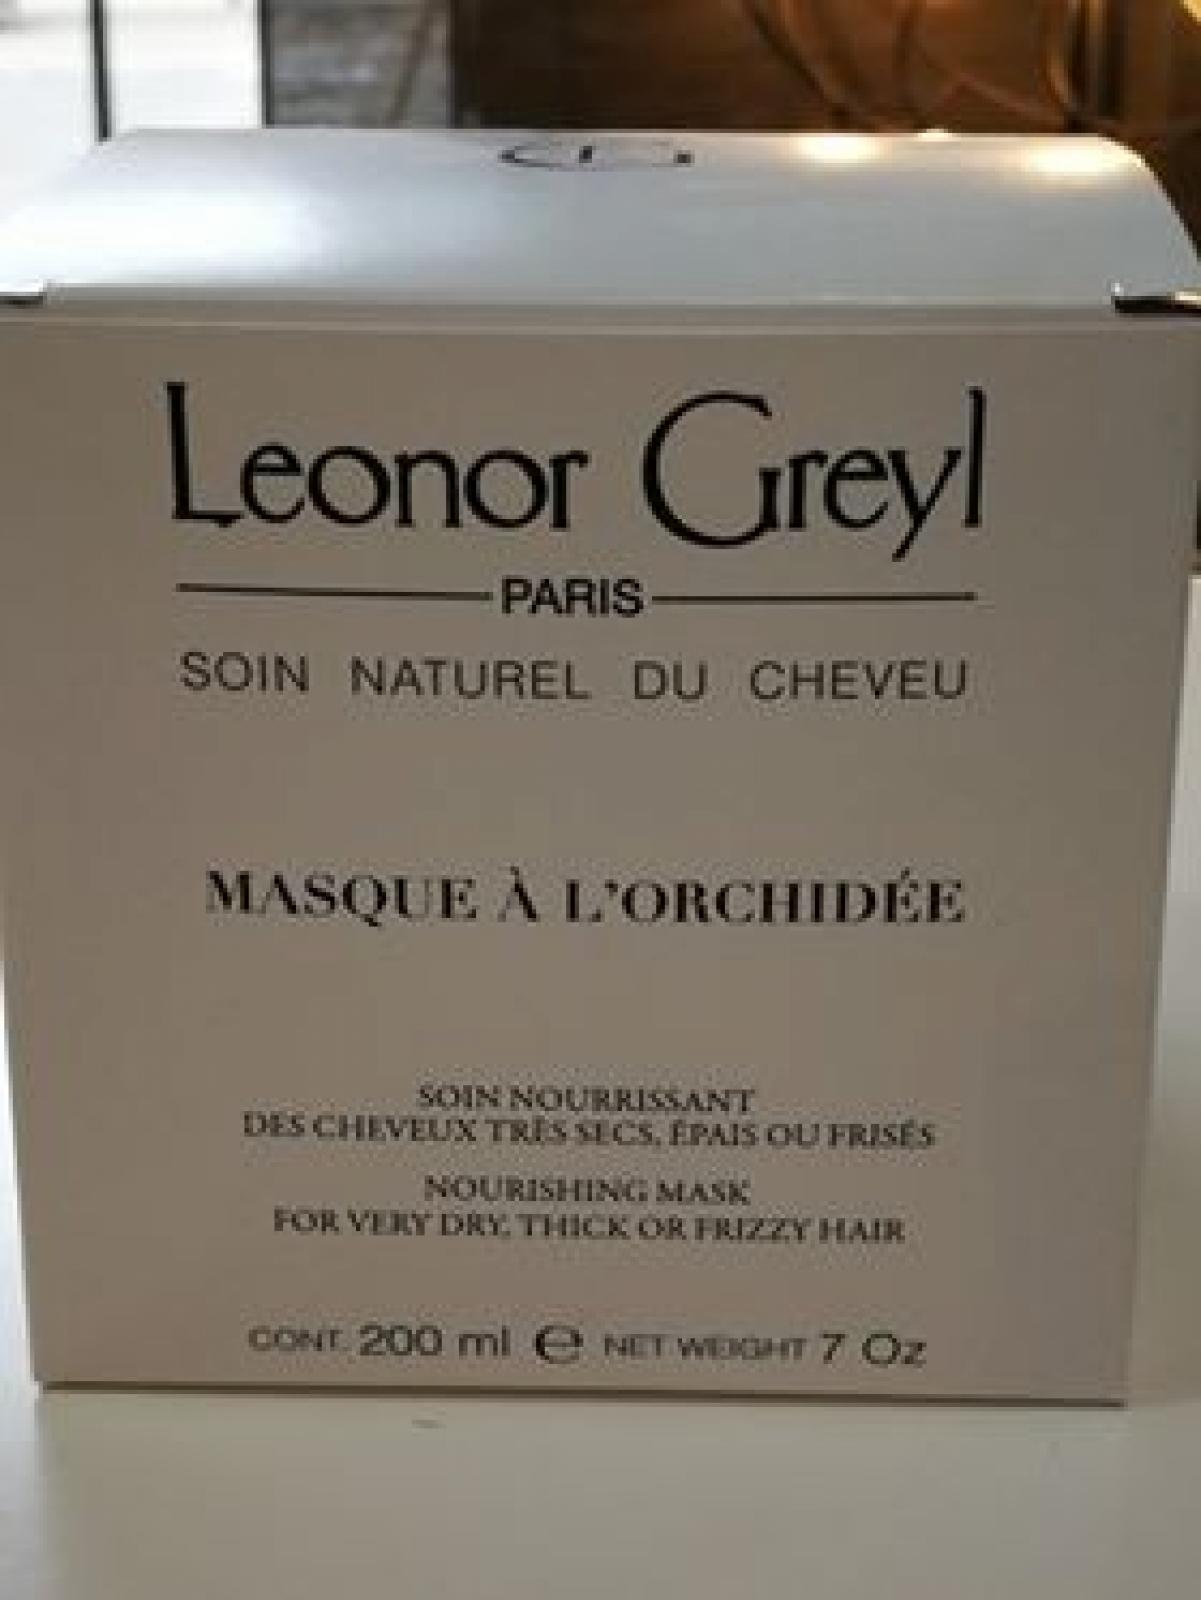 Leonor Greyl
PARIS
SOIN NATUREL DU CHEVEU
MASQUE À L'ORCHIDÉE
SOIN NOURRISSANT
DES CHEVEUX TRÈS SECS, ÉPAIS OU FRISÉS
NOURISHING MASK
FOR VERY DRY, THICK OR FRIZZY HAIR
CONT. 200 ml ℮ NET WEIGHT 7 Oz